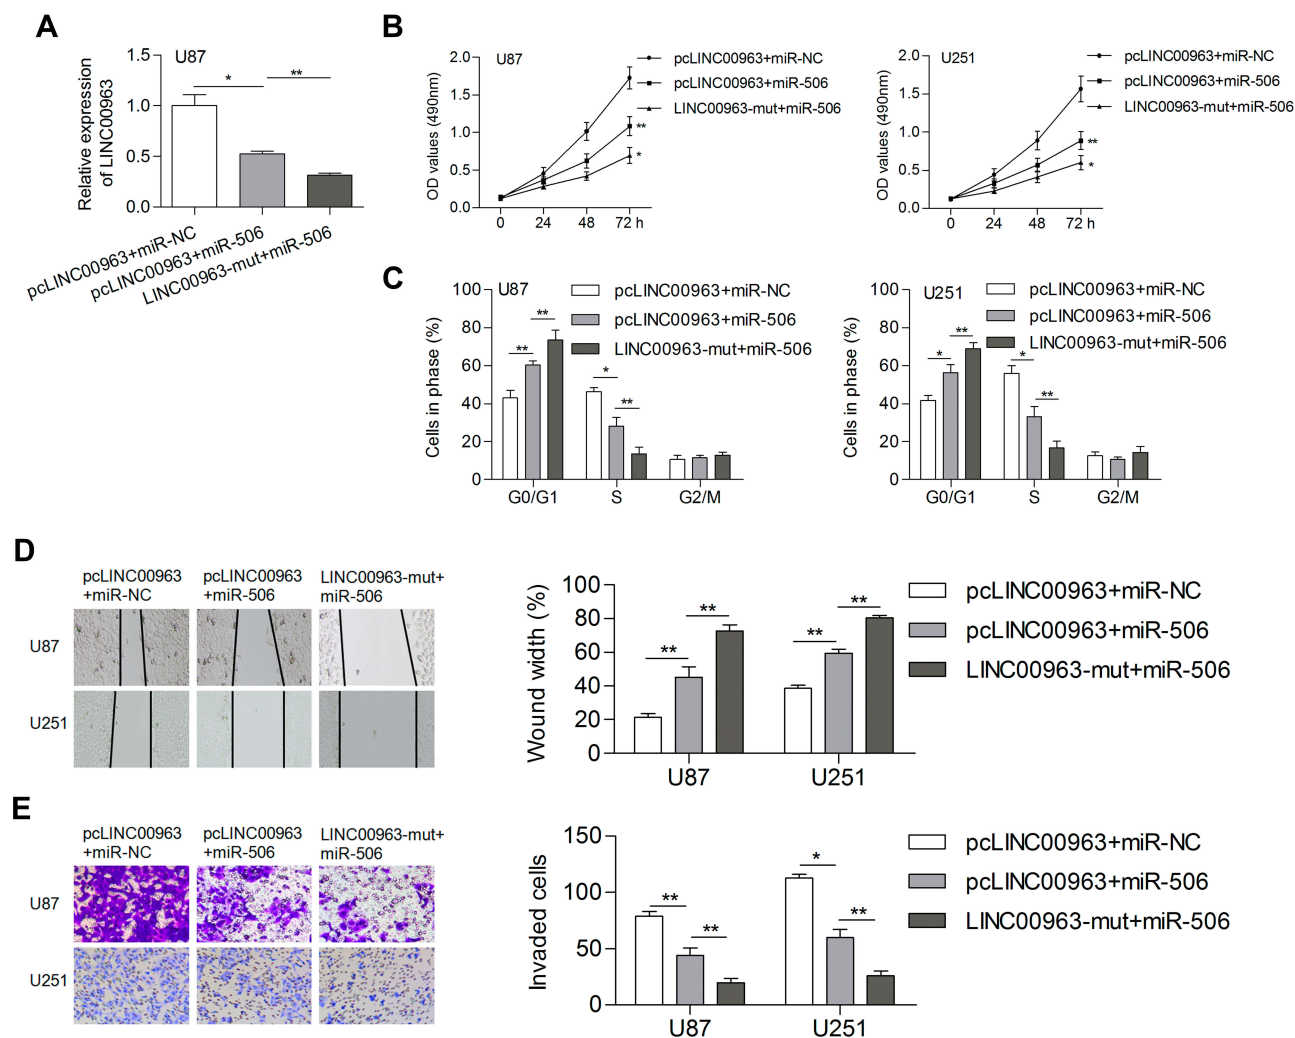 A
U87
Relative expression
of LINC00963
1.5
1.0
0.5
0
*
**
pcLINC00963+miR-NC
pcLINC00963+miR-506
LINC00963-mut+miR-506
B
U87
OD values (490nm)
2.0
1.5
1.0
0.5
0.0
0 24 48 72 h
pcLINC00963+miR-NC
pcLINC00963+miR-506
LINC00963-mut+miR-506
**
*
U251
OD values (490nm)
2.0
1.5
1.0
0.5
0.0
0 24 48 72 h
pcLINC00963+miR-NC
pcLINC00963+miR-506
LINC00963-mut+miR-506
**
*
C
U87
Cells in phase (%)
100
80
60
40
20
0
** ** * **
G0/G1 S G2/M
pcLINC00963+miR-NC
pcLINC00963+miR-506
LINC00963-mut+miR-506
U251
Cells in phase (%)
100
80
60
40
20
0
* ** * **
G0/G1 S G2/M
pcLINC00963+miR-NC
pcLINC00963+miR-506
LINC00963-mut+miR-506
D
pcLINC00963
+miR-NC
pcLINC00963
+miR-506
LINC00963-mut+
miR-506
U87
U251
Wound width (%)
100
80
60
40
20
0
** ** ** **
U87 U251
pcLINC00963+miR-NC
pcLINC00963+miR-506
LINC00963-mut+miR-506
E
pcLINC00963
+miR-NC
pcLINC00963
+miR-506
LINC00963-mut+
miR-506
U87
U251
Invaded cells
150
100
50
0
** ** * **
U87 U251
pcLINC00963+miR-NC
pcLINC00963+miR-506
LINC00963-mut+miR-506